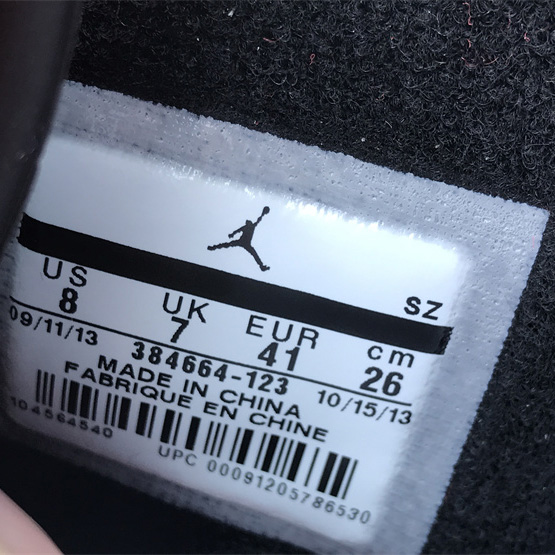 SZ
US UK EUR cm
8 7 41 26
09/11/13 384664-123 10/15/13
MADE IN CHINA
FABRIQUE EN CHINE
104564540
UPC 00091205786530